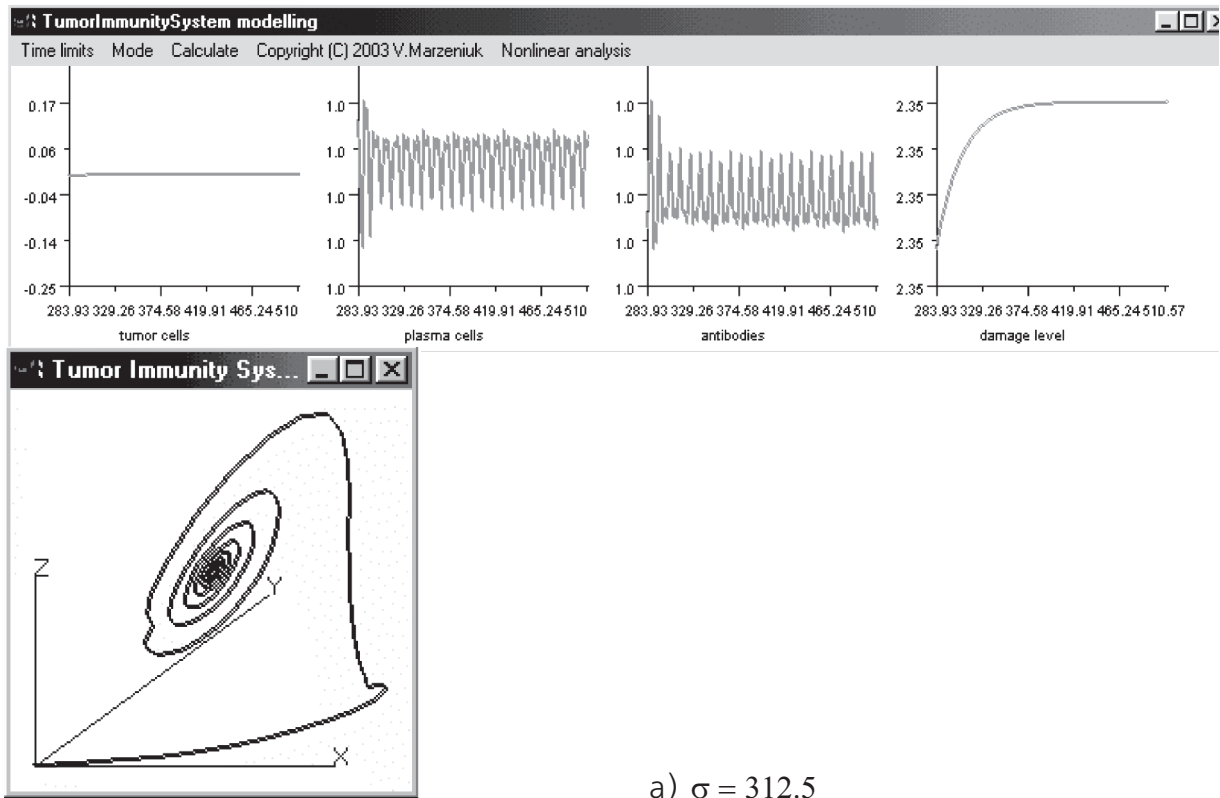 TumorImmunitySystem modelling
Time limits Mode Calculate Copyright (C) 2003 V.Marzeniuk Nonlinear analysis
0.17
0.06
-0.04
-0.14
-0.25
283.93 329.26 374.58 419.91 465.24 510
tumor cells
1.0
1.0
1.0
1.0
1.0
283.93 329.26 374.58 419.91 465.24 510
plasma cells
1.0
1.0
1.0
1.0
1.0
283.93 329.26 374.58 419.91 465.24 510
antibodies
2.35
2.35
2.35
2.35
2.35
283.93 329.26 374.58 419.91 465.24 510.57
damage level
Tumor Immunity Sys...
Z
Y
X
a) σ = 312.5